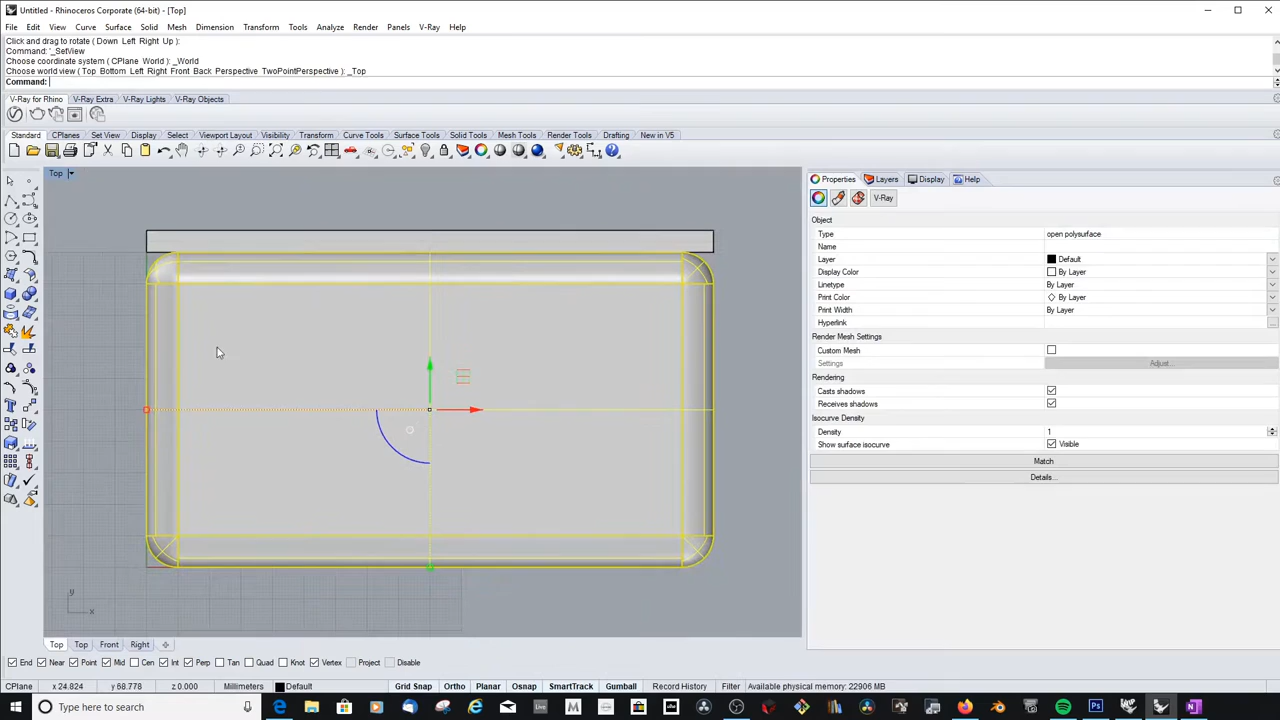 Untitled - Rhinoceros Corporate (64-bit) - [Top]
File Edit View Curve Surface Solid Mesh Dimension Transform Tools Analyze Render Panels V-Ray Help
Click and drag to rotate ( Down Left Right Up ):
Command: '_SetView
Choose coordinate system ( CPlane World ): _World
Choose world view ( Top Bottom Left Right Front Back Perspective TwoPointPerspective ): _Top
Command:
V-Ray for Rhino V-Ray Extra V-Ray Lights V-Ray Objects
Standard CPlanes Set View Display Select Viewport Layout Visibility Transform Curve Tools Surface Tools Solid Tools Mesh Tools Render Tools Drafting New in V5
Top
Properties Layers Display Help
V-Ray
Object
Type open polysurface
Name
Layer Default
Display Color By Layer
Linetype By Layer
Print Color By Layer
Print Width By Layer
Hyperlink
Render Mesh Settings
Custom Mesh
Settings Adjust...
Rendering
Casts shadows
Receives shadows
Isocurve Density
Density 1
Show surface isocurve Visible
Match
Details...
y
x
Top Top Front Right
End Near Point Mid Cen Int Perp Tan Quad Knot Vertex Project Disable
CPlane x 24.824 y 68.778 z 0.000 Millimeters Default Grid Snap Ortho Planar Osnap SmartTrack Gumball Record History Filter Available physical memory: 22906 MB
Type here to search